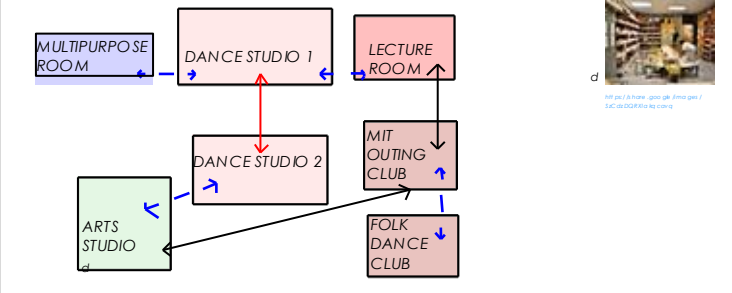 MULTIPURPOSE
ROOM
DANCE STUDIO 1
LECTURE
ROOM
d
DANCE STUDIO 2
MIT
OUTING
CLUB
ARTS
STUDIO
d
FOLK
DANCE
CLUB